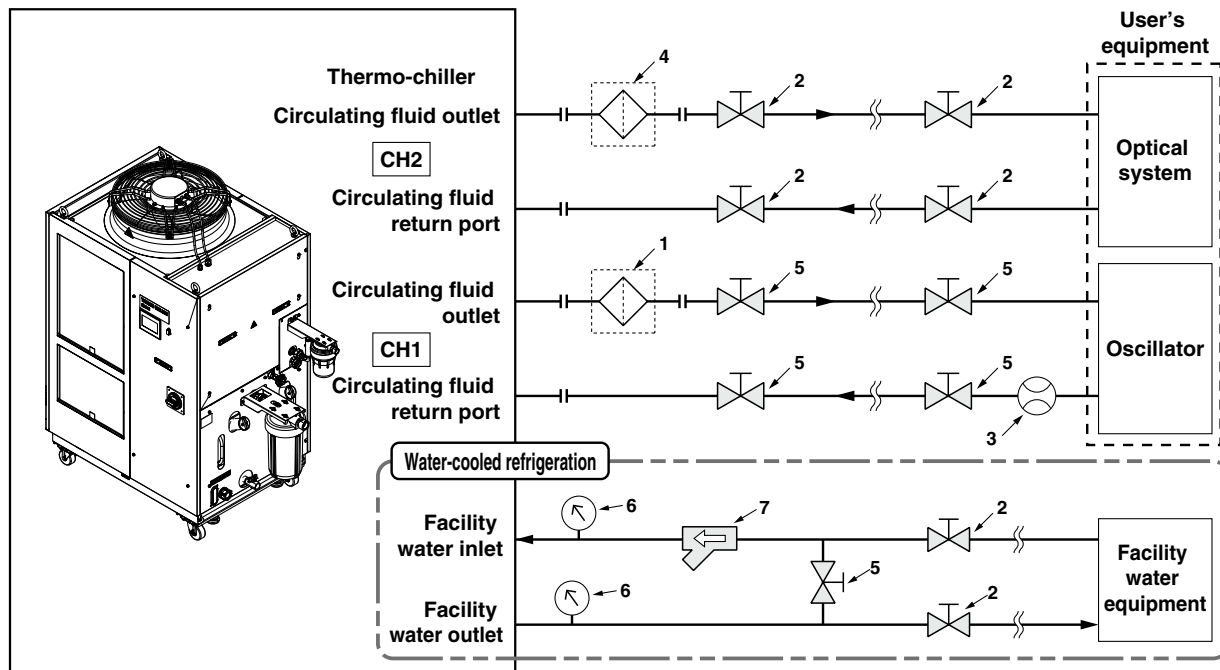 User's
equipment
4
2
2
Thermo-chiller
Circulating fluid outlet
CH2
Optical
system
2
2
Circulating fluid
return port
1
5
5
Circulating fluid
outlet
CH1
Oscillator
5
5
Circulating fluid
return port
3
Water-cooled refrigeration
6
7
2
Facility
water inlet
Facility
water
equipment
5
6
2
Facility
water outlet